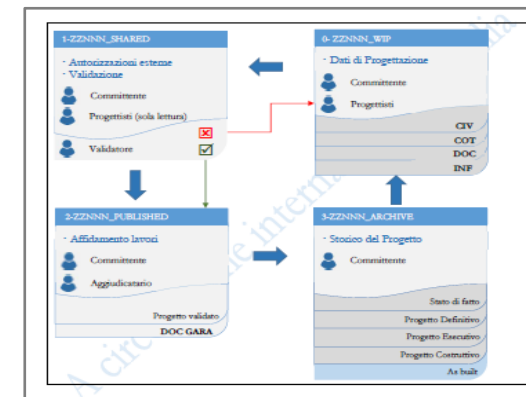 1-ZZNNN_SHARED
- Autorizzazioni esterne
- Validazione
Committente
Progettisti (sola lettura)
Validatore
0- ZZNNN_WIP
- Dati di Progettazione
Committente
Progettisti
CIV
COT
DOC
INF
2-ZZNNN_PUBLISHED
- Affidamento lavori
Committente
Aggiudicatario
Progetto validato
DOC GARA
3-ZZNNN_ARCHIVE
- Storico del Progetto
Committente
Stato di fatto
Progetto Definitivo
Progetto Esecutivo
Progetto Costruttivo
As built